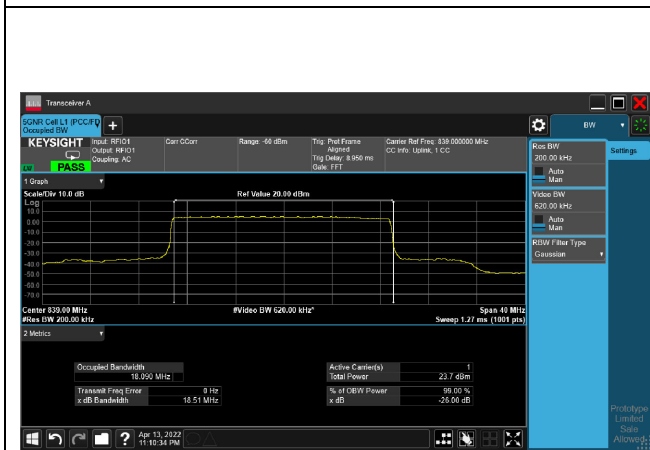 Transceiver A
5GNR Cell L1 (PCC/FD
Occupied BW
+
KEYSIGHT
LXI
PASS
Input: RFIO1
Output: RFIO1
Coupling: AC
Carr CCorr
Range: -60 dBm
Trig: Prot Frame
Aligned
Trig Delay: 8.950 ms
Gate: FFT
Carrier Ref Freq: 839.000000 MHz
CC Info: Uplink, 1 CC
1 Graph
Scale/Div 10.0 dB
Ref Value 20.00 dBm
Log
10.0
0.00
-10.0
-20.0
-30.0
-40.0
-50.0
-60.0
-70.0
Center 839.00 MHz
#Video BW 620.00 kHz*
Span 40 MHz
#Res BW 200.00 kHz
Sweep 1.27 ms (1001 pts)
2 Metrics
Occupied Bandwidth
18.090 MHz
Transmit Freq Error 0 Hz
x dB Bandwidth 18.51 MHz
Active Carrier(s) 1
Total Power 23.7 dBm
% of OBW Power 99.00 %
x dB -26.00 dB
BW
Res BW
200.00 kHz
Auto
Man
Video BW
620.00 kHz
Auto
Man
RBW Filter Type
Gaussian
Settings
Prototype
Limited
Sale
Allowed
?
Apr 13, 2022
11:10:34 PM